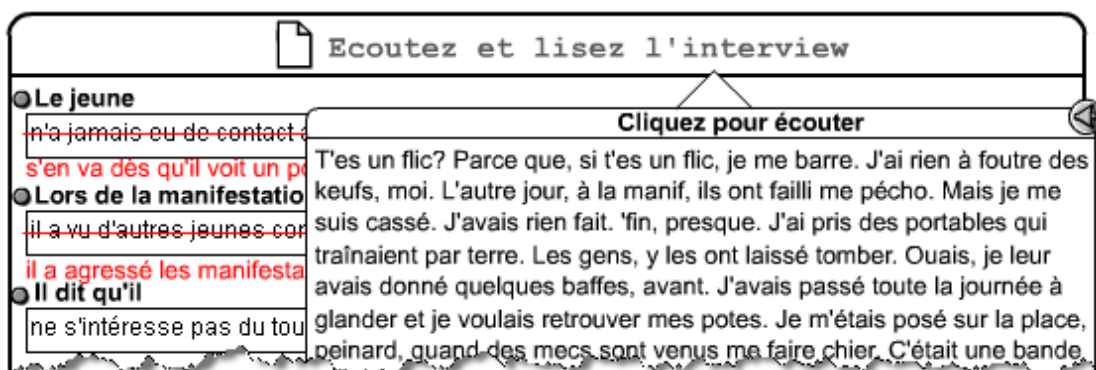 Ecoutez et lisez l'interview
Le jeune
n'a jamais eu de contact
s'en va dès qu'il voit un
Lors de la manifestatio
il a vu d'autres jeunes
il a agressé les manifesta
Il dit qu'il
ne s'intéresse pas du tou
Cliquez pour écouter
T'es un flic? Parce que, si t'es un flic, je me barre. J'ai rien à foutre des
keufs, moi. L'autre jour, à la manif, ils ont failli me pécho. Mais je me
suis cassé. J'avais rien fait. 'fin, presque. J'ai pris des portables qui
traînaient par terre. Les gens, y les ont laissé tomber. Ouais, je leur
avais donné quelques baffes, avant. J'avais passé toute la journée à
glander et je voulais retrouver mes potes. Je m'étais posé sur la place,
peinard, quand des mecs sont venus me faire chier. C'était une bande